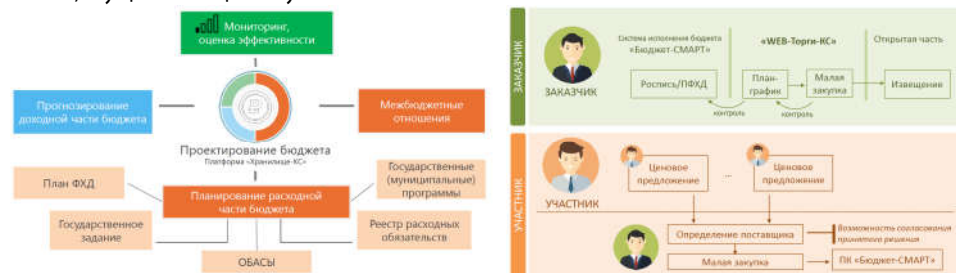 Мониторинг,
оценка эффективности
Прогнозирование
доходной части бюджета
Межбюджетные
отношения
Проектирование бюджета
Платформа «Хранилище-КС»
План ФХД
Государственные
(муниципальные)
программы
Планирование расходной
части бюджета
Государственное
задание
Реестр расходных
обязательств
ОБАСЫ
ЗАКАЗЧИК
Система исполнения бюджета
«Бюджет-СМАРТ»
«WEB-Торги-КС»
Открытая часть
ЗАКАЗЧИК
Роспись/ПФХД
План-
график
Малая
закупка
Извещение
контроль
контроль
УЧАСТНИК
Ценовое
предложение
...
Ценовое
предложение
УЧАСТНИК
Определение поставщика
Возможность согласования
принятого решения
Малая закупка
ПК «Бюджет-СМАРТ»